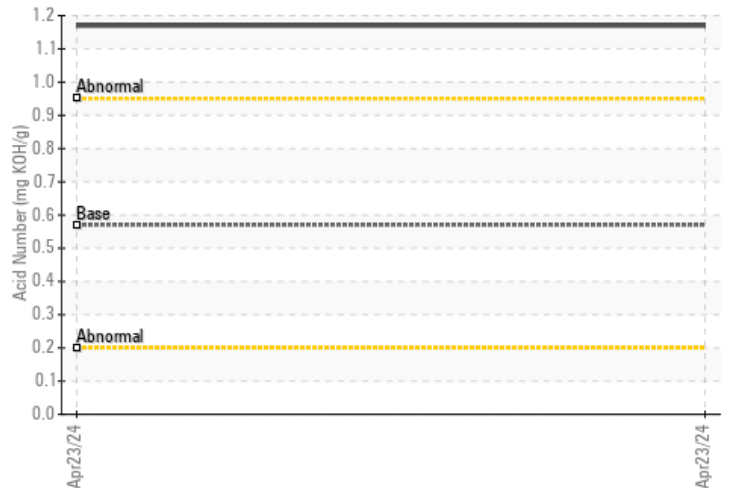 Acid Number (mg KOH/g)
1.2
1.1
1.0
0.9
0.8
0.7
0.6
0.5
0.4
0.3
0.2
0.1
0.0
Abnormal
Base
Abnormal
Apr23/24
Apr23/24